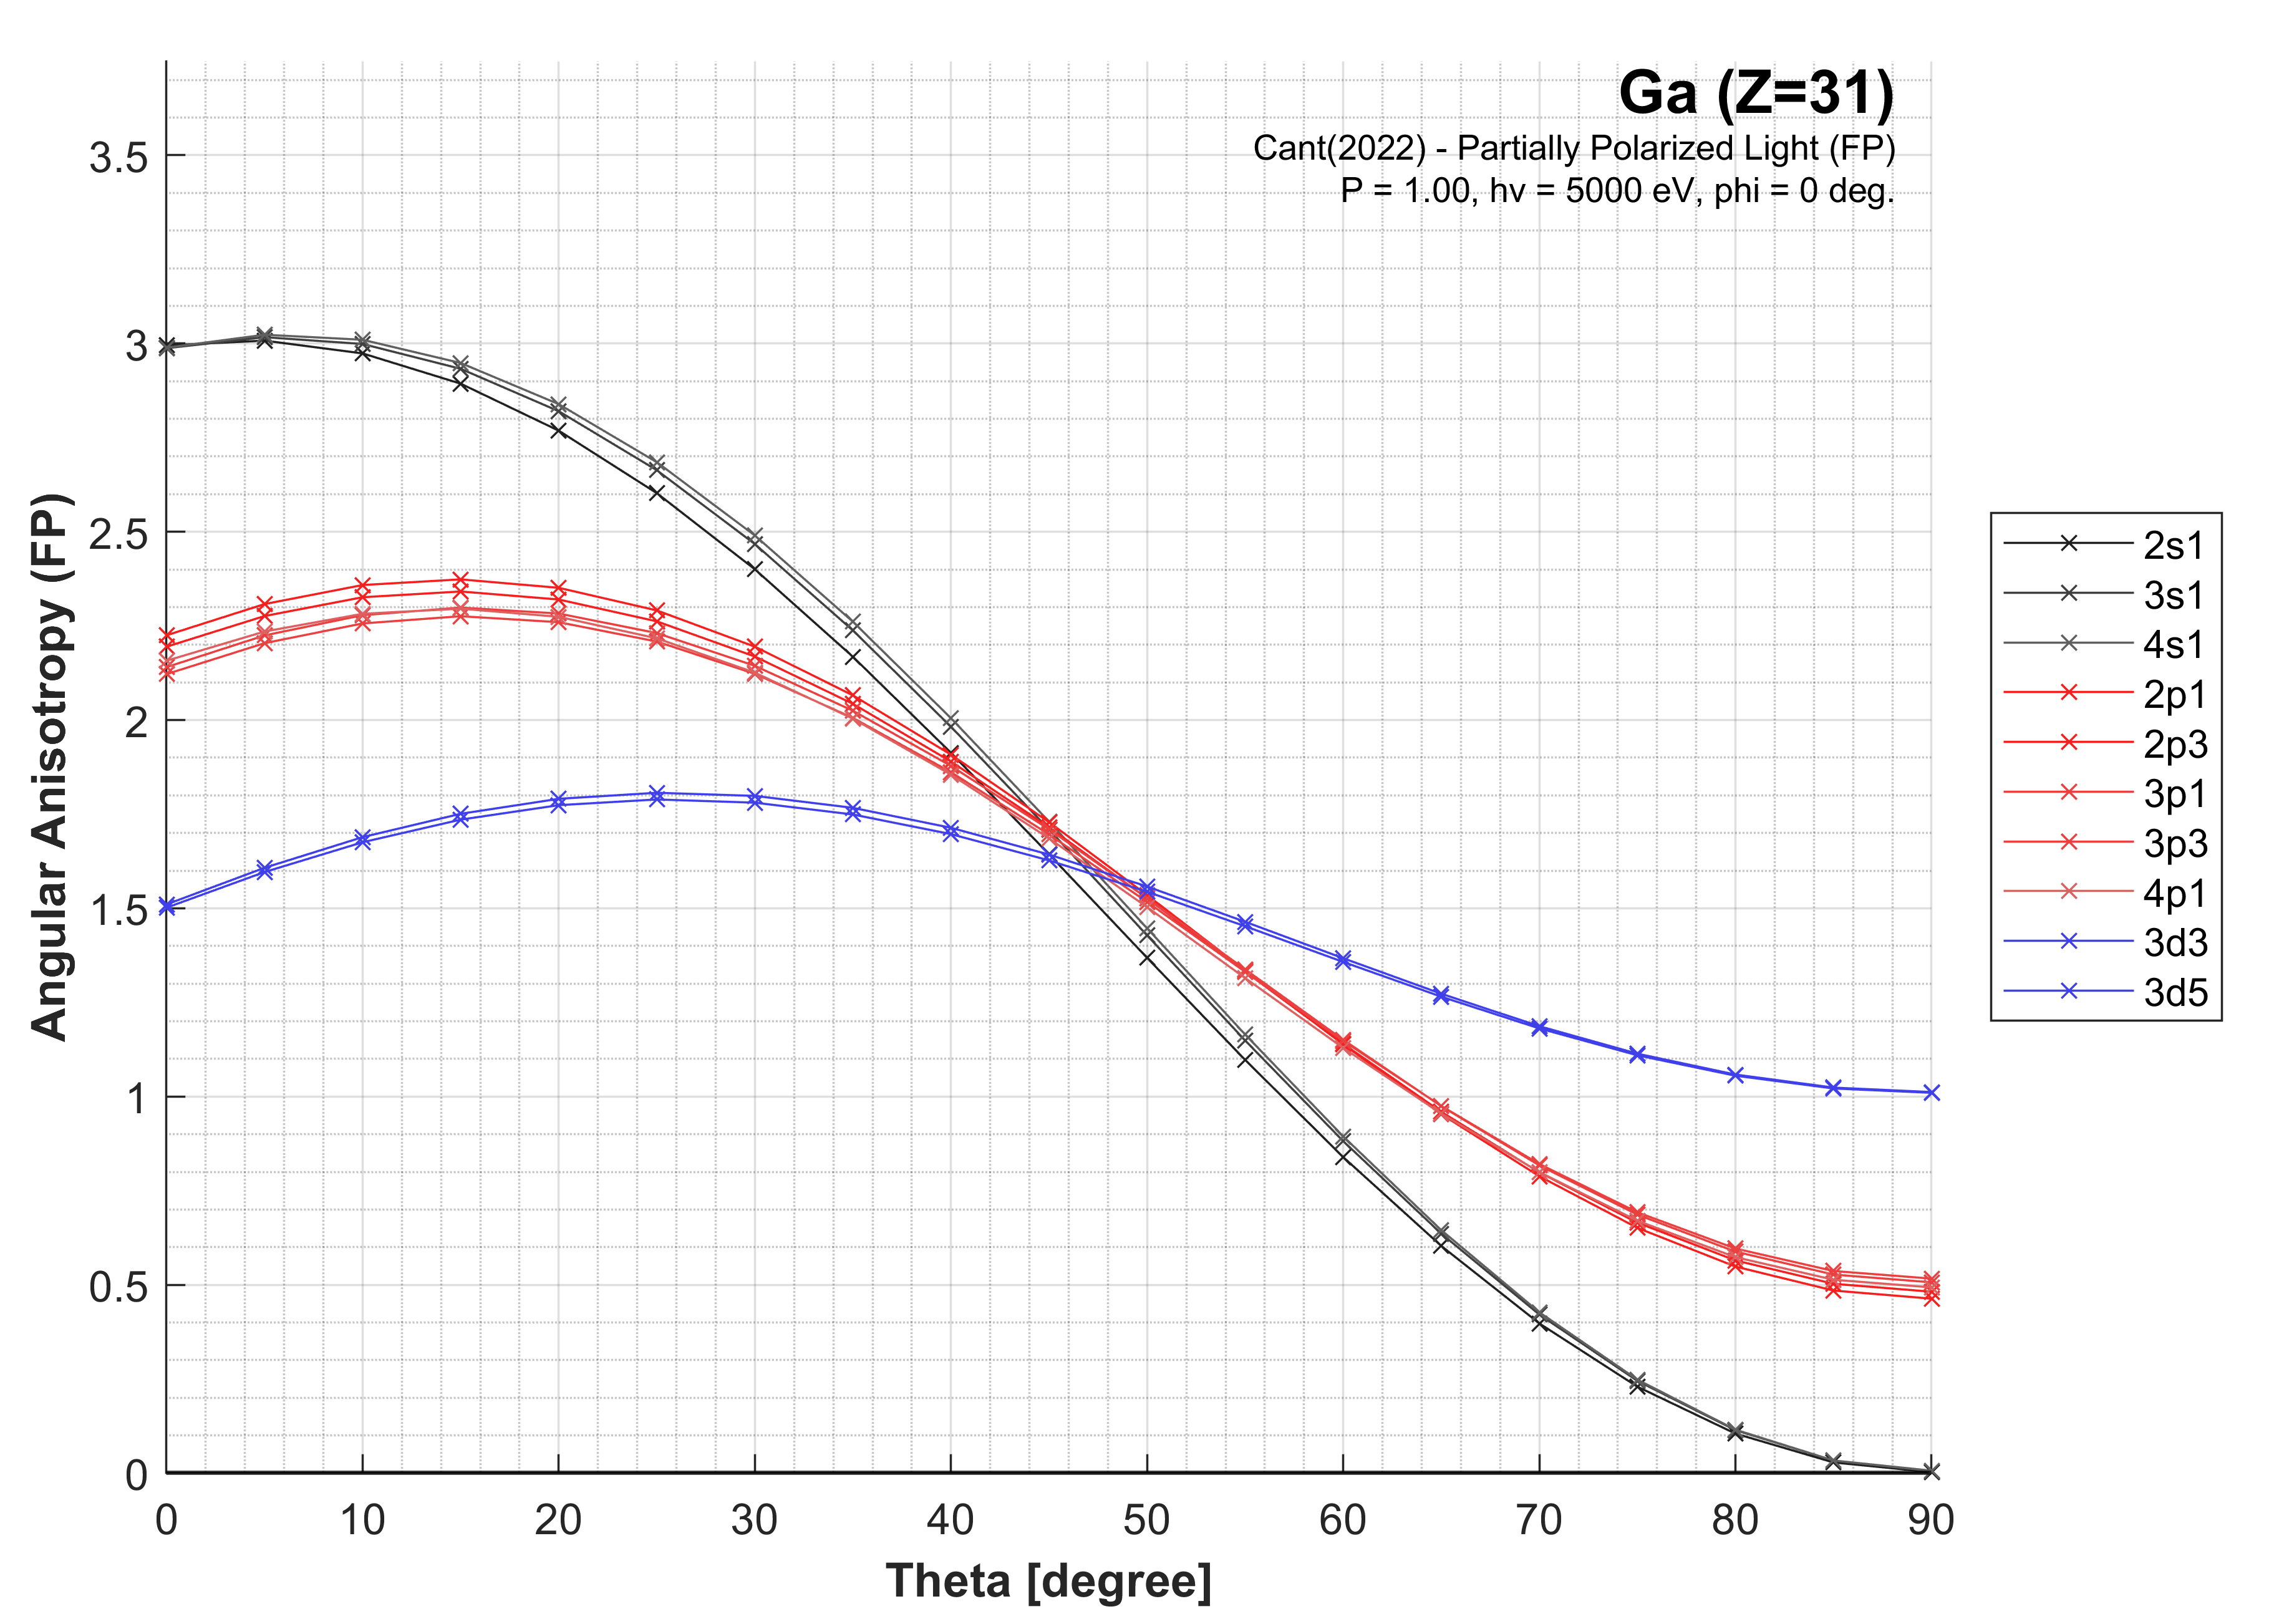 Ga (Z=31)
Cant(2022) - Partially Polarized Light (FP)
P = 1.00, hv = 5000 eV, phi = 0 deg.
Angular Anisotropy (FP)
3.5
3
2.5
2
1.5
1
0.5
0
0 10 20 30 40 50 60 70 80 90
Theta [degree]
2s1
3s1
4s1
2p1
2p3
3p1
3p3
4p1
3d3
3d5